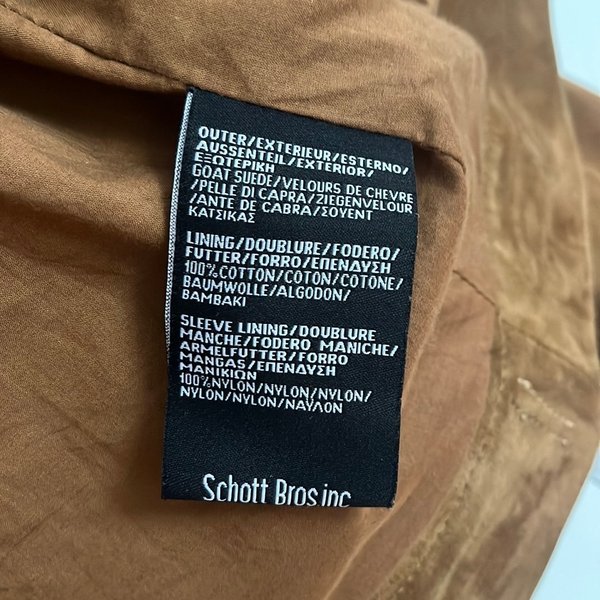 OUTER/EXTERIEUR/ESTERNO/
AUSSENTEIL/EXTERIOR/
ΕΞΩΤΕΡΙΚΗ
GOAT SUEDE/VELOURS DE CHEVRE
/PELLE DI CAPRA/ZIEGENVELOUR
/ANTE DE CABRA/ΣΟΥΕΝΤ
ΚΑΤΣΙΚΑΣ
LINING/DOUBLURE/FODERO/
FUTTER/FORRO/ΕΠΕΝΔΥΣΗ
100%COTTON/COTON/COTONE/
BAUMWOLLE/ALGODON/
ΒΑΜΒΑΚΙ
SLEEVE LINING/DOUBLURE
MANCHE/FODERO MANICHE/
ARMELFUTTER/FORRO
MANGAS/ΕΠΕΝΔΥΣΗ
ΜΑΝΙΚΙΩΝ
100%NYLON/NYLON/NYLON/
NYLON/NYLON/ΝΑΥΛΟΝ
Schott Bros inc